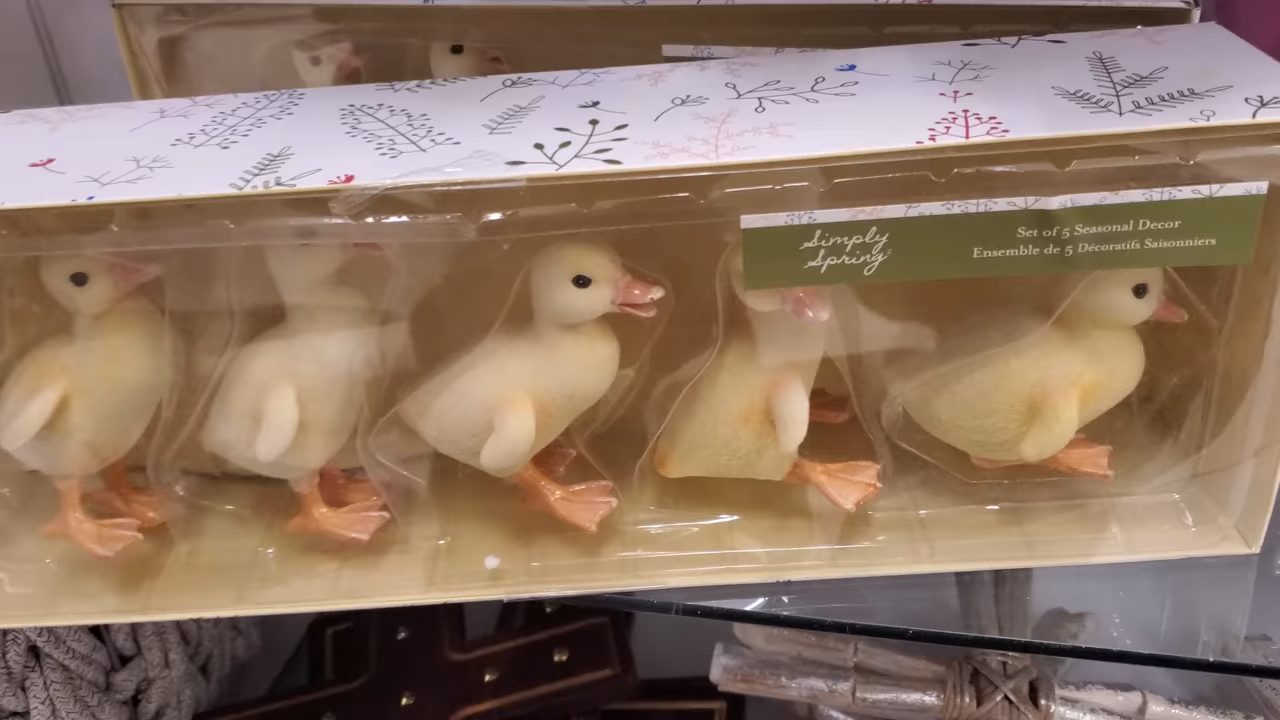 Simply
Spring
Set of 5 Seasonal Decor
Ensemble de 5 Décoratifs Saisonniers